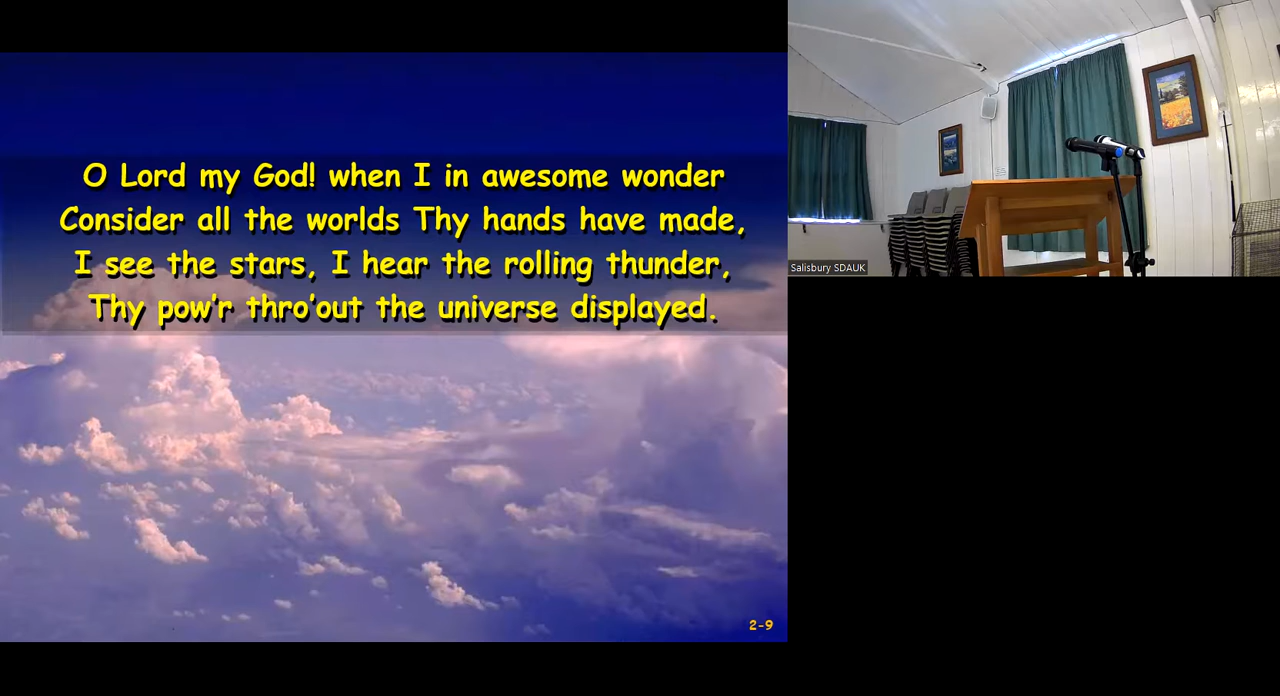 O Lord my God! when I in awesome wonder
Consider all the worlds Thy hands have made,
I see the stars, I hear the rolling thunder,
Thy pow'r thro'out the universe displayed.
2-9
Salisbury SDAUK